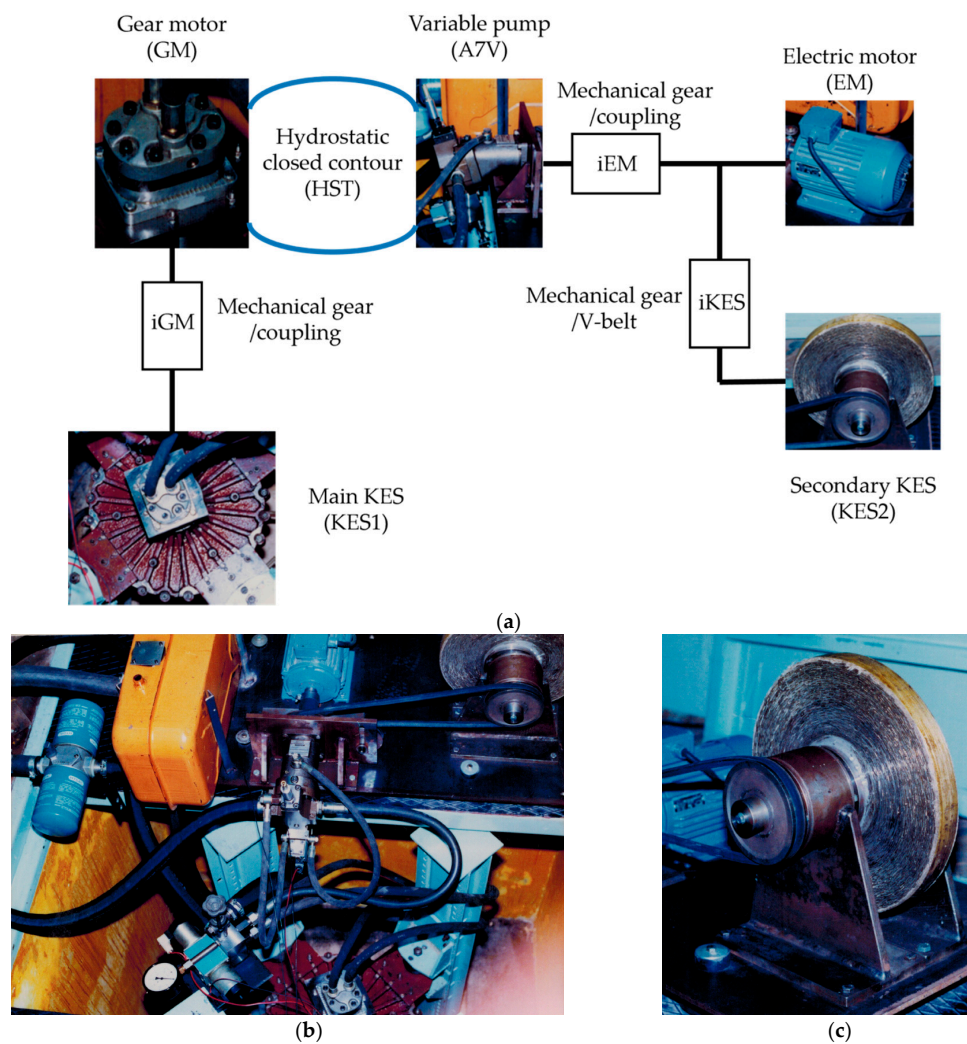 Gear motor
(GM)
Variable pump
(A7V)
Electric motor
(EM)
Mechanical gear
/coupling
Hydrostatic
closed contour
(HST)
iEM
Mechanical gear
/V-belt
iKES
iGM
Mechanical gear
/coupling
Main KES
(KES1)
Secondary KES
(KES2)
(a)
(b)
(c)